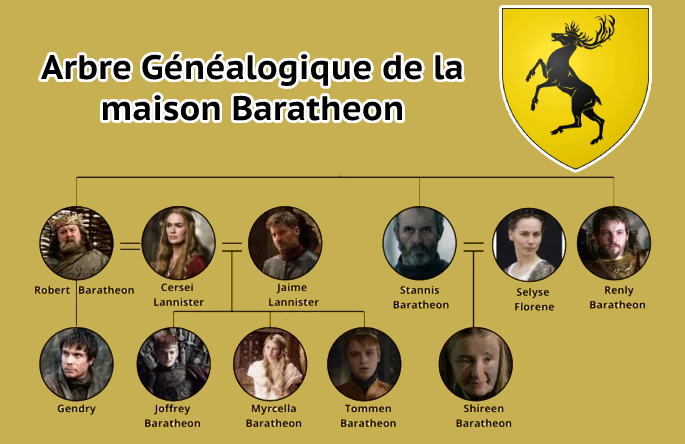 Arbre Généalogique de la
maison Baratheon
Robert Baratheon
Cersei
Lannister
Jaime
Lannister
Stannis
Baratheon
Selyse
Florene
Renly
Baratheon
Gendry
Joffrey
Baratheon
Myrcella
Baratheon
Tommen
Baratheon
Shireen
Baratheon